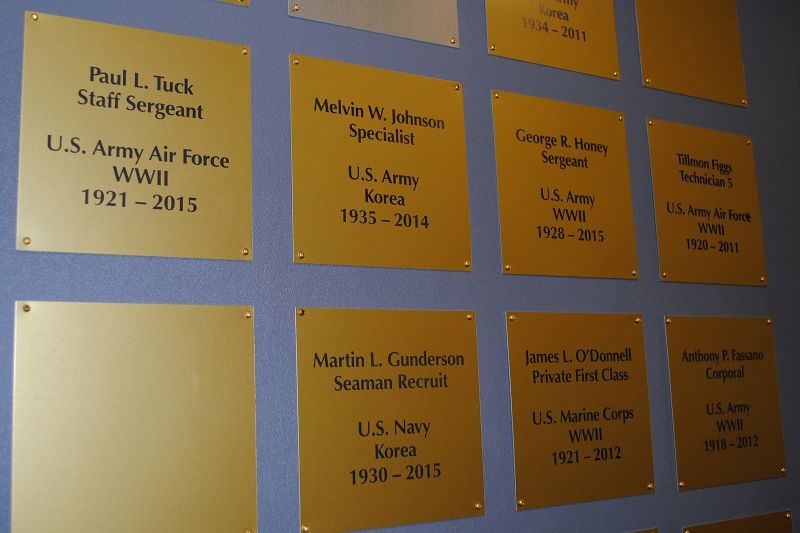 Army
Korea
1934 – 2011
Paul L. Tuck
Staff Sergeant
U.S. Army Air Force
WWII
1921 – 2015
Melvin W. Johnson
Specialist
U.S. Army
Korea
1935 – 2014
George R. Honey
Sergeant
U.S. Army
WWII
1928 – 2015
Tillmon Figgs
Technician 5
U.S. Army Air Force
WWII
1920 – 2011
Martin L. Gunderson
Seaman Recruit
U.S. Navy
Korea
1930 – 2015
James L. O’Donnell
Private First Class
U.S. Marine Corps
WWII
1921 – 2012
Anthony P. Fassano
Corporal
U.S. Army
WWII
1918 – 2012